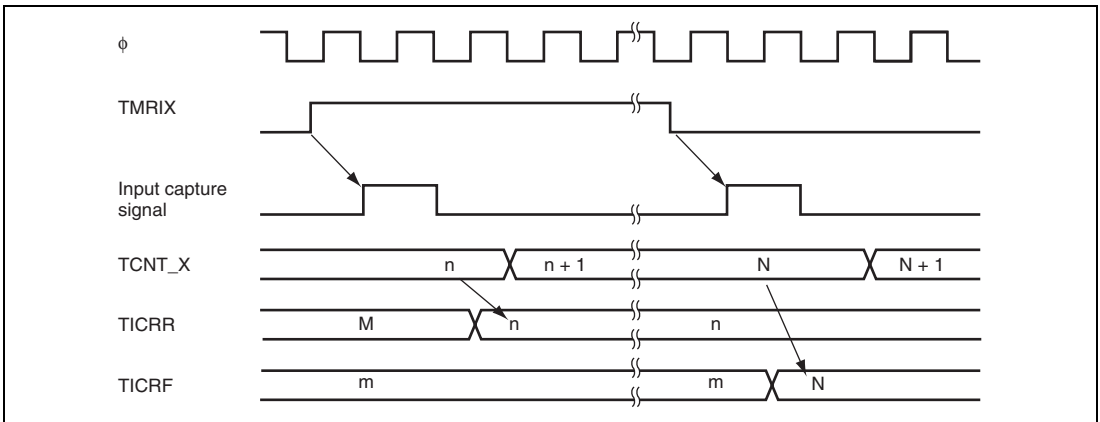 φ
TMRIX
Input capture
signal
TCNT_X n n + 1 N N + 1
TICRR M n n
TICRF m m N